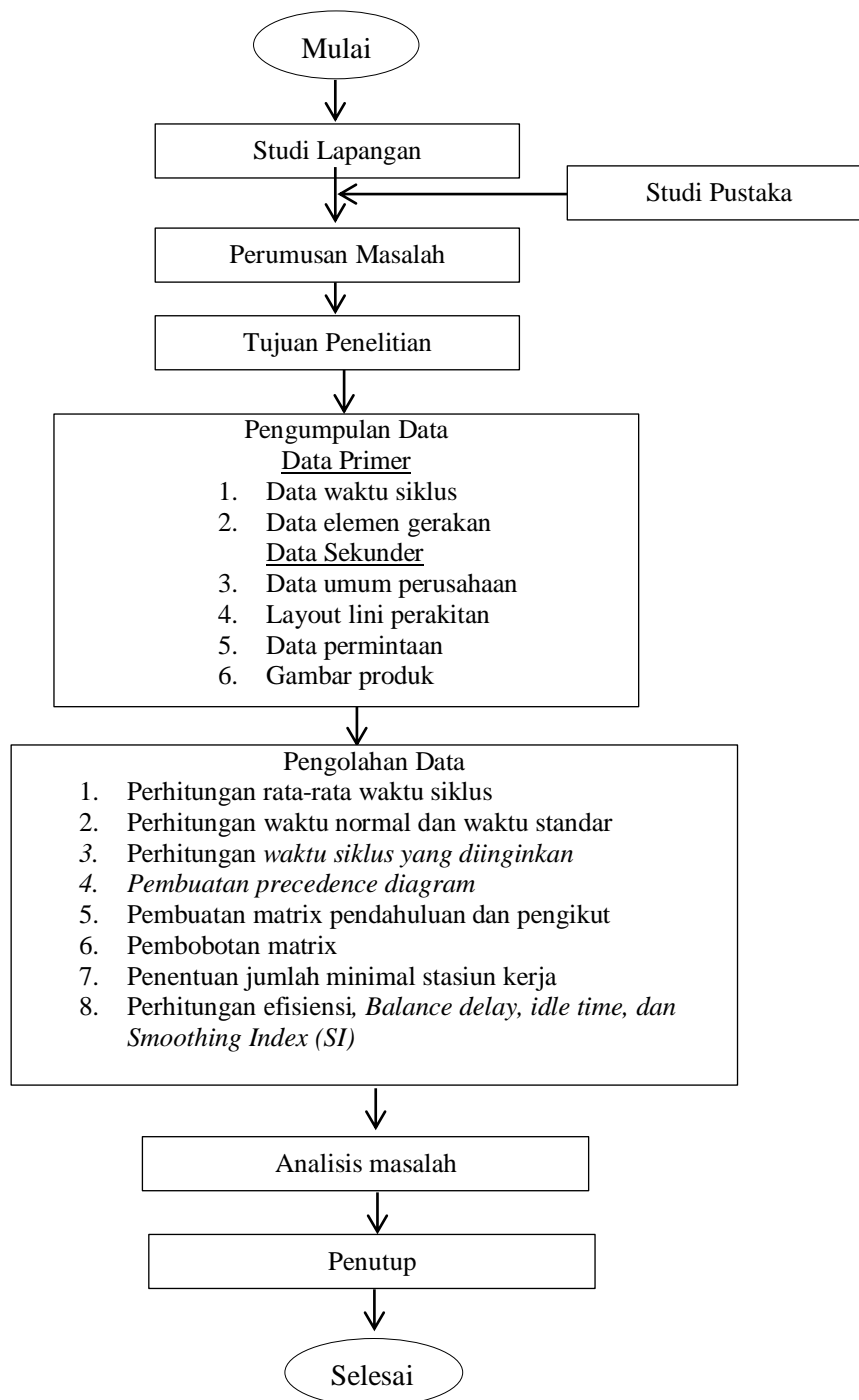 Mulai
Studi Lapangan
Studi Pustaka
Perumusan Masalah
Tujuan Penelitian
Pengumpulan Data
Data Primer
1. Data waktu siklus
2. Data elemen gerakan
Data Sekunder
3. Data umum perusahaan
4. Layout lini perakitan
5. Data permintaan
6. Gambar produk
Pengolahan Data
1. Perhitungan rata-rata waktu siklus
2. Perhitungan waktu normal dan waktu standar
3. Perhitungan waktu siklus yang diinginkan
4. Pembuatan precedence diagram
5. Pembuatan matrix pendahuluan dan pengikut
6. Pembobotan matrix
7. Penentuan jumlah minimal stasiun kerja
8. Perhitungan efisiensi, Balance delay, idle time, dan
Smoothing Index (SI)
Analisis masalah
Penutup
Selesai